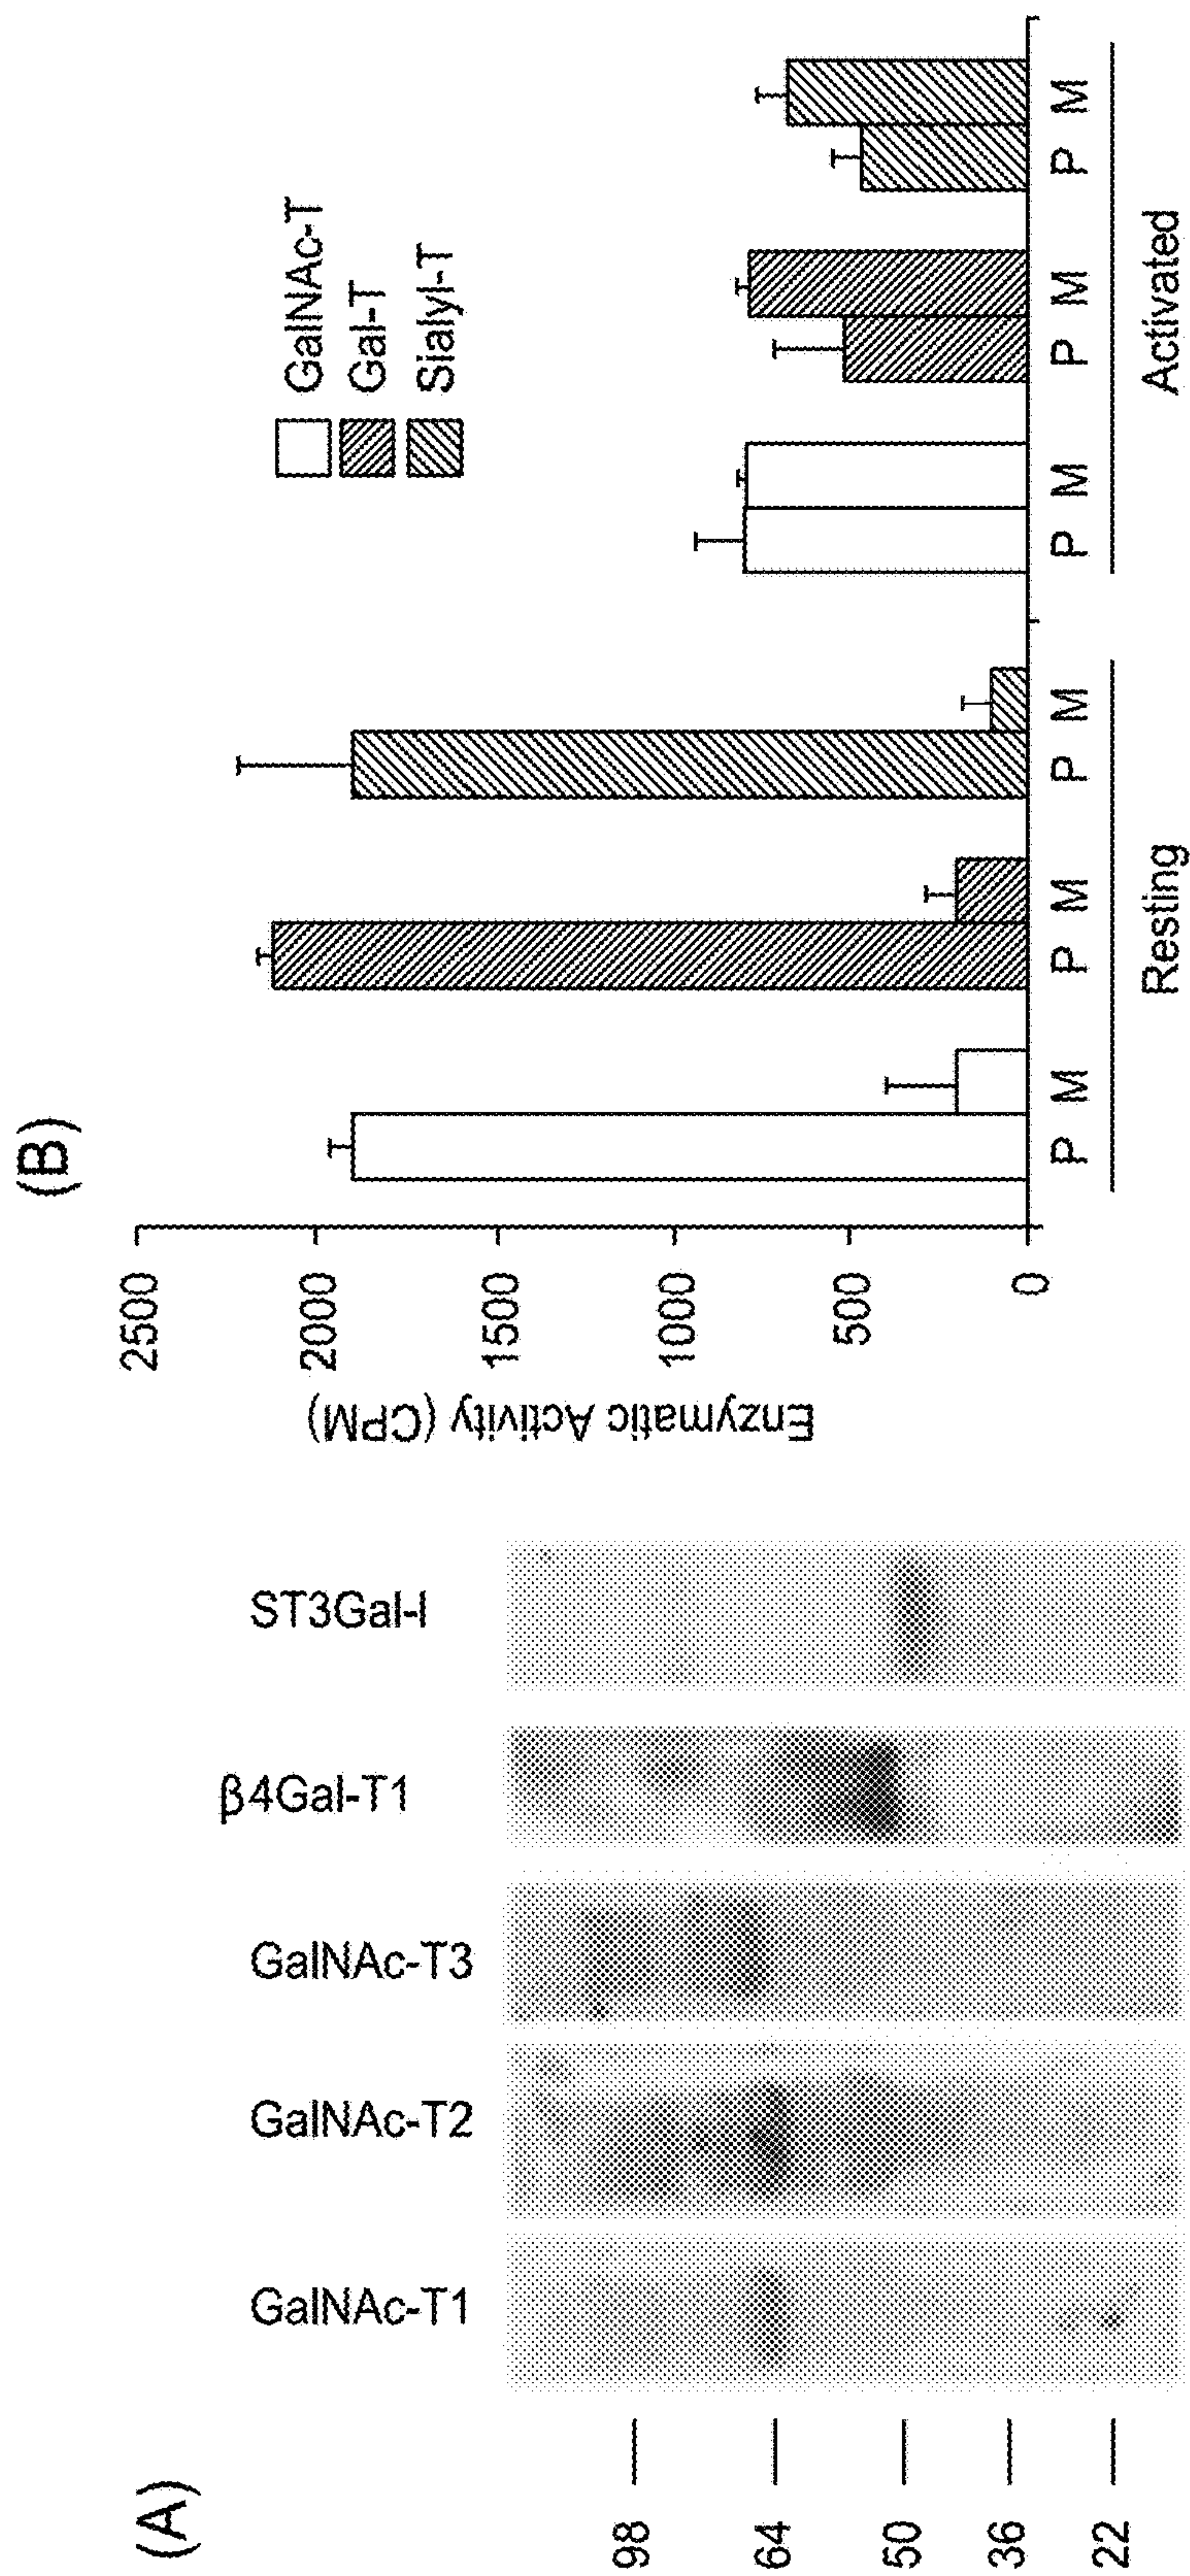 (A)
GalNAc-T1
GalNAc-T2
GalNAc-T3
β4Gal-T1
ST3Gal-I
98
64
50
36
22
(B)
Enzymatic Activity (CPM)
2500
2000
1500
1000
500
0
GalNAc-T
Gal-T
Sialyl-T
P M P M P M P M P M P M
Resting Activated